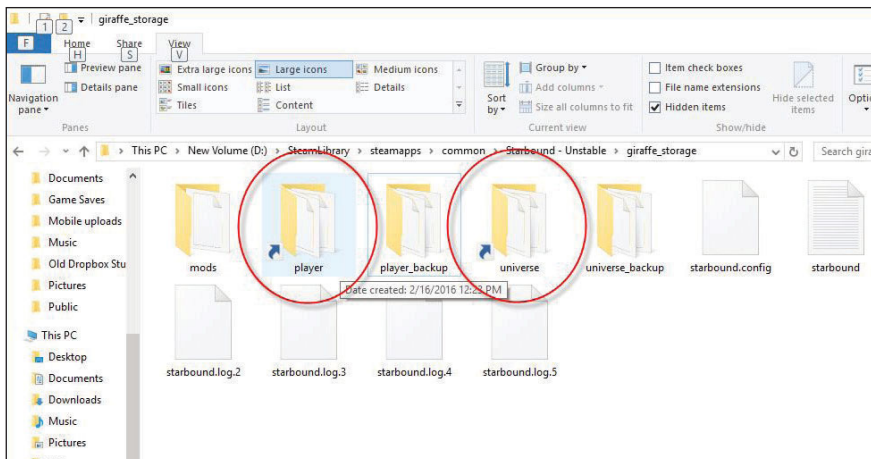 giraffe_storage
1 2
F Home Share View
H S V
Preview pane Extra large icons Large icons Medium icons Group by Item check boxes
Details pane Small icons List Details Add columns File name extensions
Navigation pane Tiles Content Sort by Size all columns to fit Hidden items Hide selected items Optio
Panes Layout Current view Show/hide
This PC > New Volume (D:) > SteamLibrary > steamapps > common > Starbound - Unstable > giraffe_storage Search gira
Documents
Game Saves
Mobile uploads
Music
Old Dropbox Stu
Pictures
Public
This PC
Desktop
Documents
Downloads
Music
Pictures
mods player player_backup universe universe_backup starbound.config starbound
Date created: 2/16/2016 12:23 PM
starbound.log.2 starbound.log.3 starbound.log.4 starbound.log.5